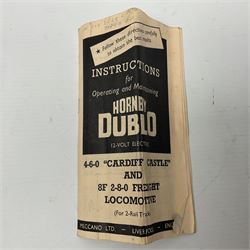 ★ Follow these directions carefully
to obtain the best results
INSTRUCTIONS
for
Operating and Maintaining
HORNBY
DUBLO
12-VOLT ELECTRIC
4-6-0 "CARDIFF CASTLE"
AND
8F 2-8-0 FREIGHT
LOCOMOTIVE
(For 2-Rail Track)
MECCANO LTD. - LIVERPOOL - ENG